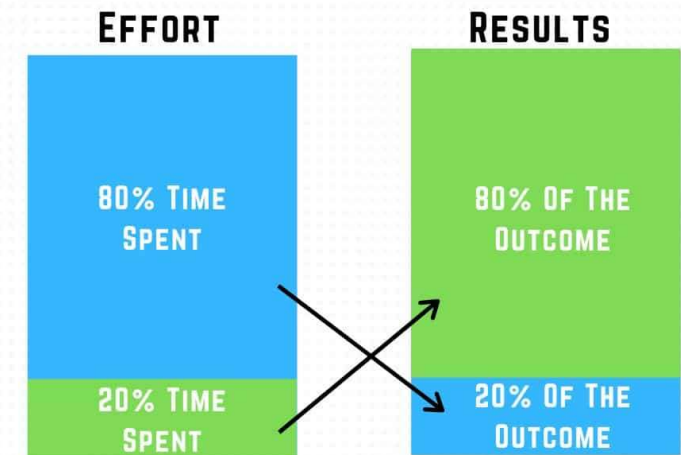 EFFORT
RESULTS
80% TIME
SPENT
80% OF THE
OUTCOME
20% TIME
SPENT
20% OF THE
OUTCOME